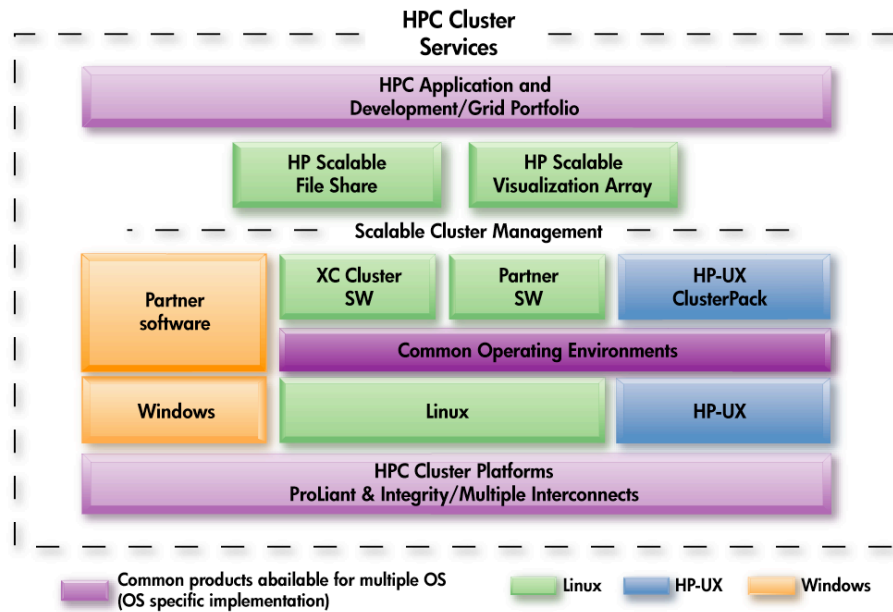 HPC Cluster
Services
HPC Application and
Development/Grid Portfolio
HP Scalable
File Share
HP Scalable
Visualization Array
Scalable Cluster Management
Partner
software
XC Cluster
SW
Partner
SW
HP-UX
ClusterPack
Common Operating Environments
Windows
Linux
HP-UX
HPC Cluster Platforms
ProLiant & Integrity/Multiple Interconnects
Common products abailable for multiple OS
(OS specific implementation)
Linux
HP-UX
Windows